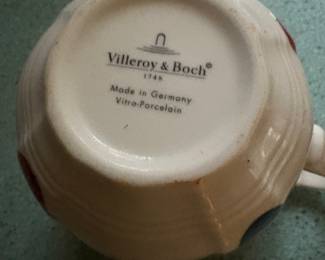 Villeroy & Boch®
1748
Made in Germany
Vitro-Porcelain